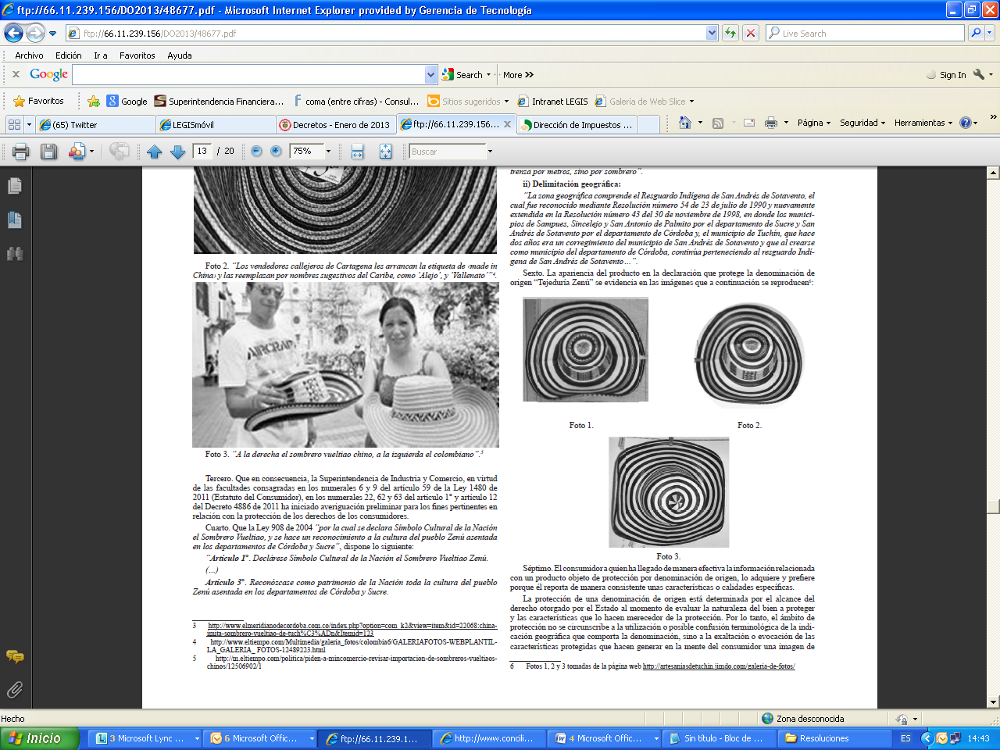 ftp://66.11.239.156/DO2013/48677.pdf - Microsoft Internet Explorer provided by Gerencia de Tecnología
ftp://66.11.239.156/DO2013/48677.pdf
Live Search
Archivo Edición Ir a Favoritos Ayuda
x Google Search More »
Sign In
Favoritos Google Superintendencia Financiera... coma (entre cifras) - Consul... Sitios sugeridos Intranet LEGIS Galería de Web Slice
(65) Twitter LEGISmóvil Decretos - Enero de 2013 ftp://66.11.239.156... Dirección de Impuestos ... Página Seguridad Herramientas »
13 / 20 75% Buscar
Foto 2. "Los vendedores callejeros de Cartagena les arrancan la etiqueta de ‹made in
China› y las reemplazan por nombres sugestivos del Caribe, como 'Alejo', y 'Vallenato'"⁴.
AIRCRAF
Foto 3. "A la derecha el sombrero vueltiao chino, a la izquierda el colombiano".⁵
Tercero. Que en consecuencia, la Superintendencia de Industria y Comercio, en virtud
de las facultades consagradas en los numerales 6 y 9 del artículo 59 de la Ley 1480 de
2011 (Estatuto del Consumidor), en los numerales 22, 62 y 63 del artículo 1° y artículo 12
del Decreto 4886 de 2011 ha iniciado averiguación preliminar para los fines pertinentes en
relación con la protección de los derechos de los consumidores.
Cuarto. Que la Ley 908 de 2004 "por la cual se declara Símbolo Cultural de la Nación
el Sombrero Vueltiao, y se hace un reconocimiento a la cultura del pueblo Zenú asentada
en los departamentos de Córdoba y Sucre", dispone lo siguiente:
"Artículo 1°. Declárese Símbolo Cultural de la Nación el Sombrero Vueltiao Zenú.
(...)
Artículo 3°. Reconózcase como patrimonio de la Nación toda la cultura del pueblo
Zenú asentada en los departamentos de Córdoba y Sucre.
3 http://www.elmeridianodecordoba.com.co/index.php?option=com_k2&view=item&id=22068:china-
imita-sombrero-vueltiao-de-tuch%C3%ADn&Itemid=123
4 http://www.eltiempo.com/Multimedia/galeria_fotos/colombia6/GALERIAFOTOS-WEBPLANTIL-
LA_GALERIA_ FOTOS-12489223.html
5 http://m.eltiempo.com/politica/piden-a-mincomercio-revisar-importacion-de-sombreros-vueltiaos-
chinos/12506902/1
trenza por metros, sino por sombrero".
ii) Delimitación geográfica:
"La zona geográfica comprende el Resguardo Indígena de San Andrés de Sotavento, el
cual fue reconocido mediante Resolución número 54 de 23 de julio de 1990 y nuevamente
extendida en la Resolución número 43 del 30 de noviembre de 1998, en donde los munici-
pios de Sampues, Sincelejo y San Antonio de Palmito por el departamento de Sucre y San
Andrés de Sotavento por el departamento de Córdoba y, el municipio de Tuchín, que hace
dos años era un corregimiento del municipio de San Andrés de Sotavento y que al crearse
como municipio del departamento de Córdoba, continúa perteneciendo al resguardo Indí-
gena de San Andrés de Sotavento...".
Sexto. La apariencia del producto en la declaración que protege la denominación de
origen "Tejeduría Zenú" se evidencia en las imágenes que a continuación se reproducen⁶:
Foto 1. Foto 2.
Foto 3.
Séptimo. El consumidor a quien ha llegado de manera efectiva la información relacionada
con un producto objeto de protección por denominación de origen, lo adquiere y prefiere
porque él reporta de manera consistente unas características o calidades específicas.
La protección de una denominación de origen está determinada por el alcance del
derecho otorgado por el Estado al momento de evaluar la naturaleza del bien a proteger
y las características que lo hacen merecedor de la protección. Por lo tanto, el ámbito de
protección no se circunscribe a la utilización o posible confusión terminológica de la indi-
cación geográfica que comporta la denominación, sino a la exaltación o evocación de las
características protegidas que hacen generar en la mente del consumidor una imagen de
6 Fotos 1, 2 y 3 tomadas de la página web http://artesaniasdetuchin.jimdo.com/galeria-de-fotos/
Hecho Zona desconocida
Inicio 3 Microsoft Lync ... 6 Microsoft Offic... ftp://66.11.239.1... http://www.concili... 4 Microsoft Offic... Sin título - Bloc de ... Resoluciones ES 14:43